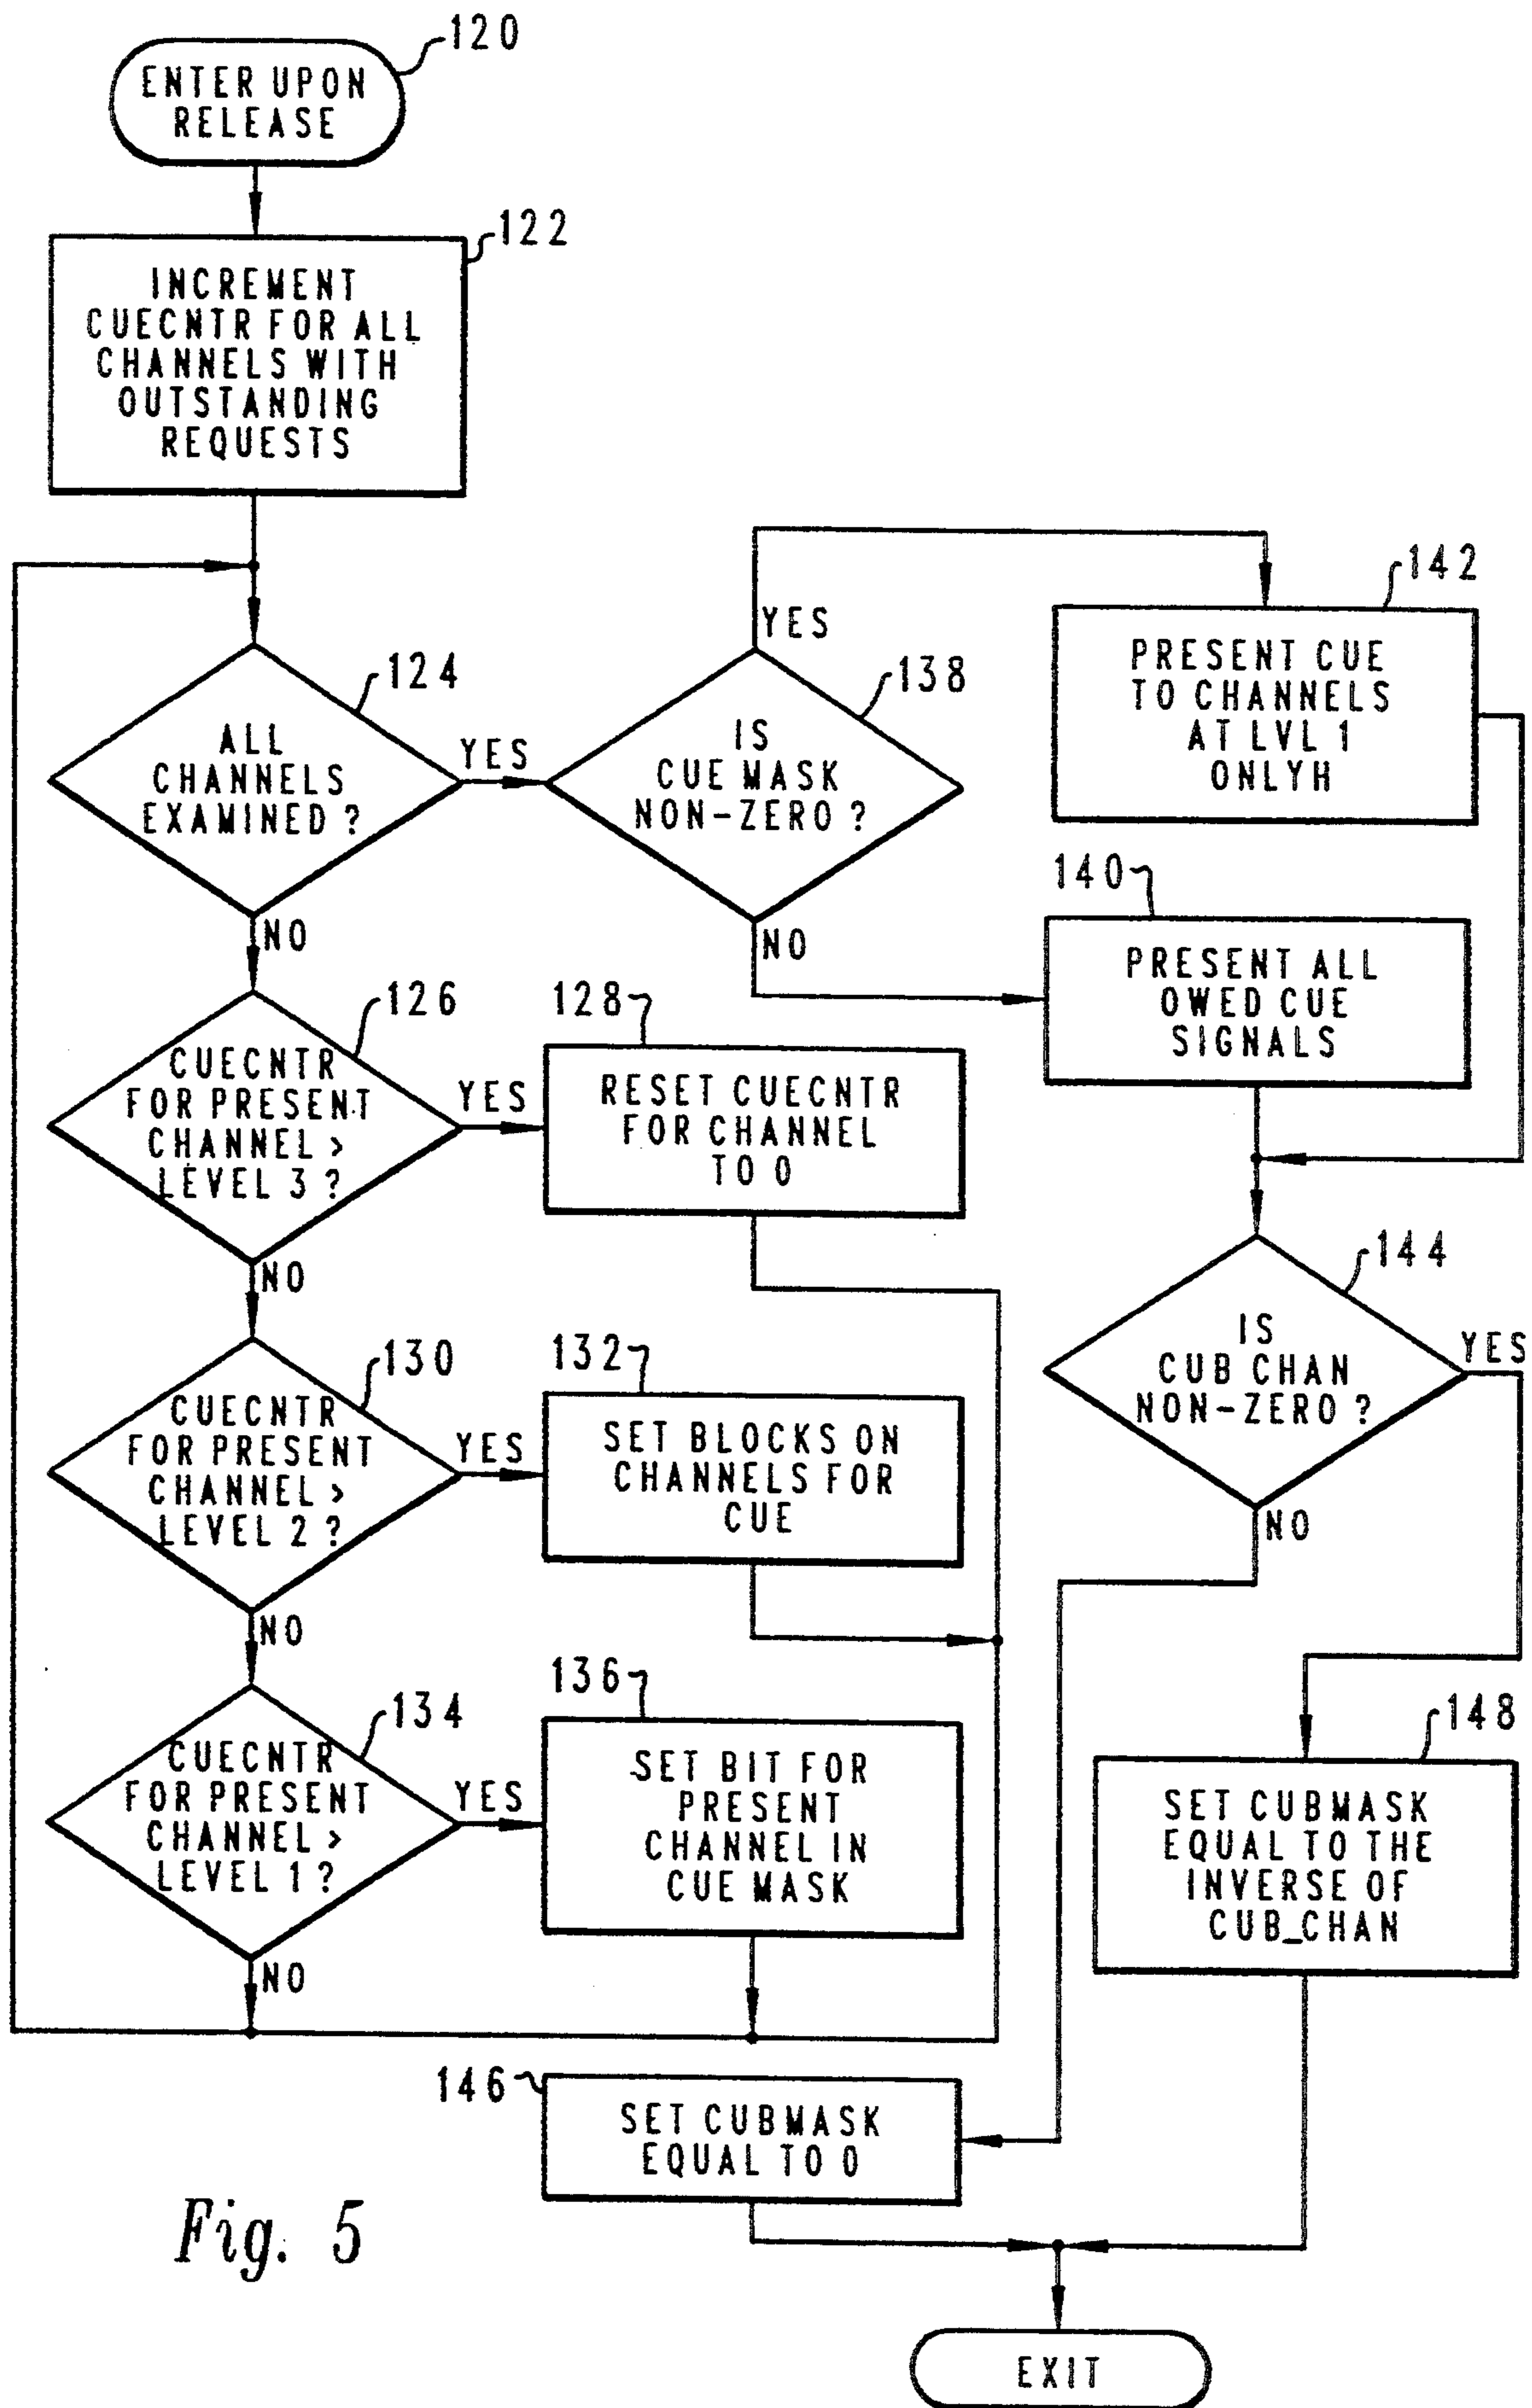 120
ENTER UPON
RELEASE
122
INCREMENT
CUECNTR FOR ALL
CHANNELS WITH
OUTSTANDING
REQUESTS
124
ALL
CHANNELS
EXAMINED ?
YES
NO
138
IS
CUE MASK
NON-ZERO ?
YES
NO
142
PRESENT CUE
TO CHANNELS
AT LVL 1
ONLYH
140
PRESENT ALL
OWED CUE
SIGNALS
126
CUECNTR
FOR PRESENT
CHANNEL >
LEVEL 3 ?
YES
NO
128
RESET CUECNTR
FOR CHANNEL
TO 0
144
IS
CUB CHAN
NON-ZERO ?
YES
NO
130
CUECNTR
FOR PRESENT
CHANNEL >
LEVEL 2 ?
YES
NO
132
SET BLOCKS ON
CHANNELS FOR
CUE
134
CUECNTR
FOR PRESENT
CHANNEL >
LEVEL 1 ?
YES
NO
136
SET BIT FOR
PRESENT
CHANNEL IN
CUE MASK
148
SET CUBMASK
EQUAL TO THE
INVERSE OF
CUB_CHAN
146
SET CUBMASK
EQUAL TO 0
Fig. 5
EXIT